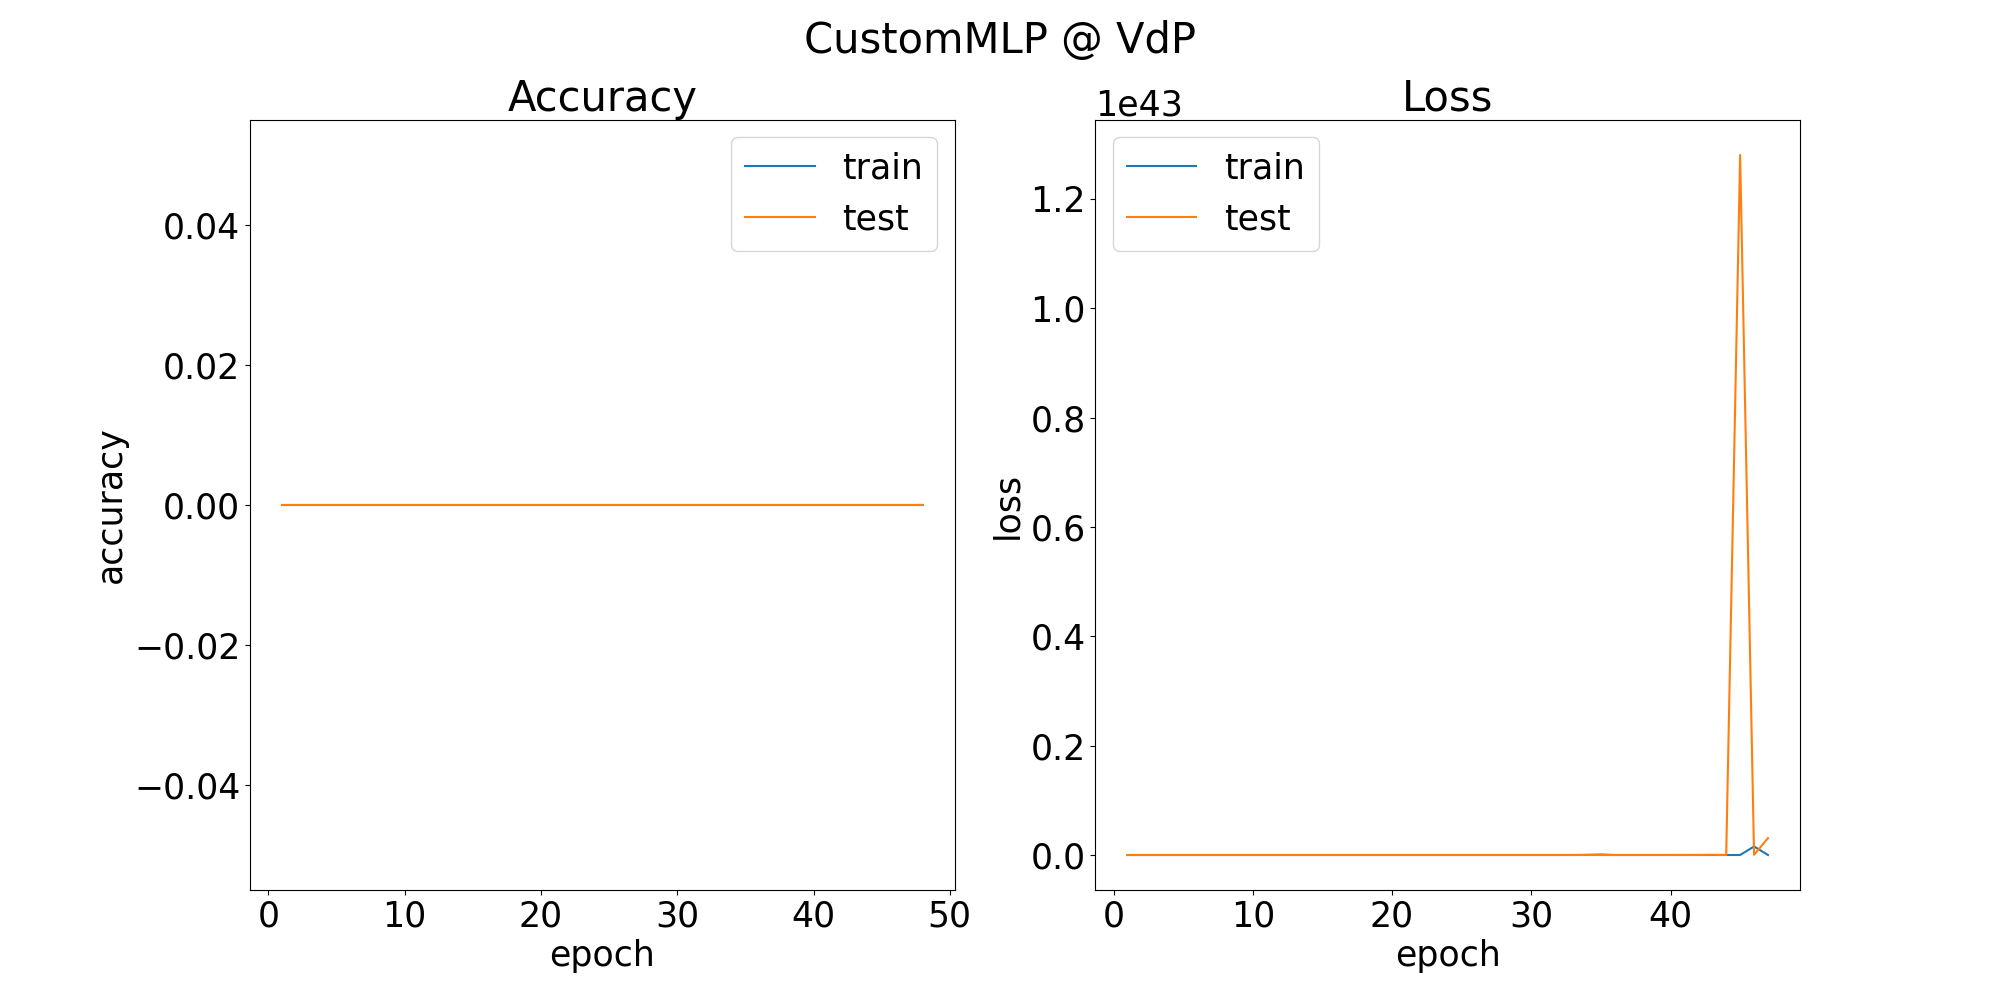 CustomMLP @ VdP
Accuracy
train
test
0.04
0.02
0.00
−0.02
−0.04
accuracy
0 10 20 30 40 50
epoch
Loss
1e43
train
test
1.2
1.0
0.8
0.6
0.4
0.2
0.0
loss
0 10 20 30 40
epoch